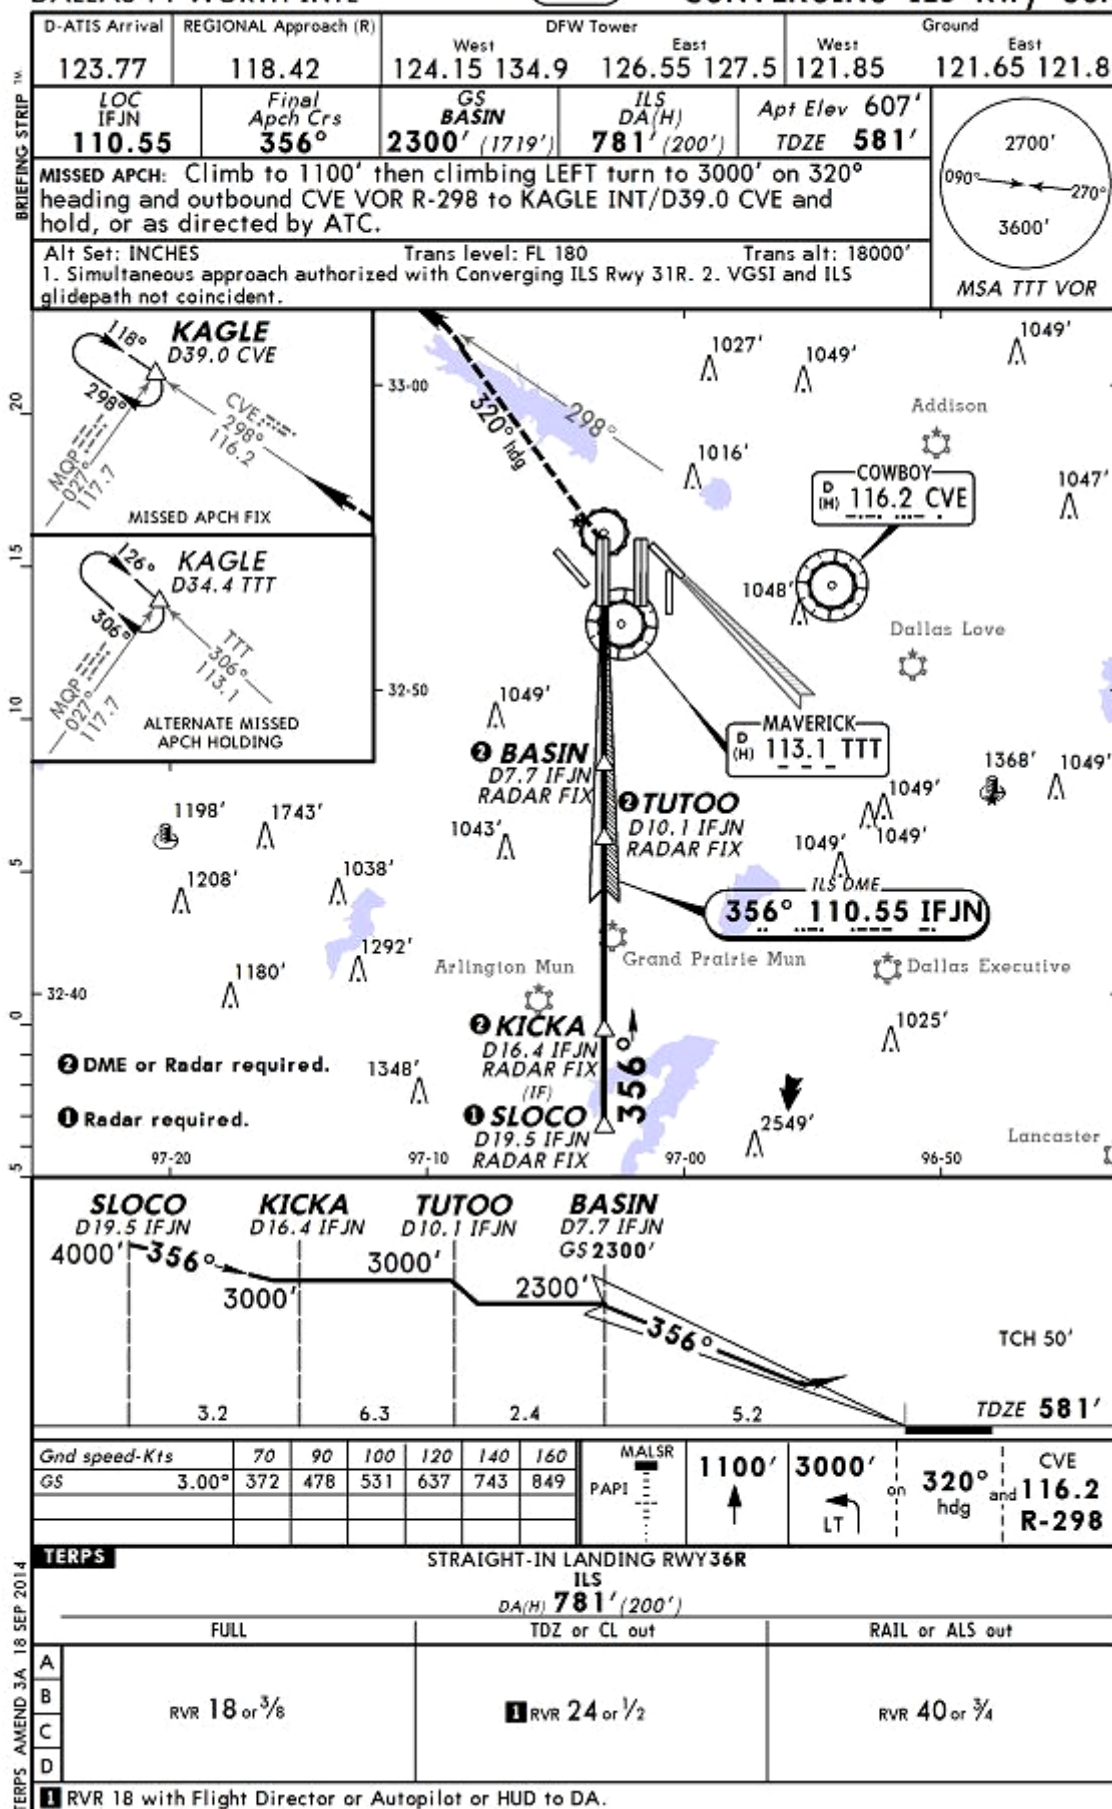 D-ATIS Arrival REGIONAL Approach (R) DFW Tower Ground
West East West East
123.77 118.42 124.15 134.9 126.55 127.5 121.85 121.65 121.8
BRIEFING STRIP TM
LOC Final GS ILS
IFJN Apch Crs BASIN DA(H)
110.55 356° 2300' (1719') 781' (200')
Apt Elev 607'
TDZE 581'
MISSED APCH: Climb to 1100' then climbing LEFT turn to 3000' on 320°
heading and outbound CVE VOR R-298 to KAGLE INT/D39.0 CVE and
hold, or as directed by ATC.
Alt Set: INCHES Trans level: FL 180 Trans alt: 18000'
1. Simultaneous approach authorized with Converging ILS Rwy 31R. 2. VGSI and ILS
glidepath not coincident.
2700'
090° 270°
3600'
MSA TTT VOR
KAGLE
D39.0 CVE
118°
298°
CVE
298°
116.2
MQP
027°
117.7
MISSED APCH FIX
KAGLE
D34.4 TTT
126°
306°
TTT
306°
113.1
MQP
027°
117.7
ALTERNATE MISSED
APCH HOLDING
20
15
10
5
0
5
33-00
32-50
32-40
320° hdg
298°
1027'
1049'
1049'
Addison
1016'
1047'
COWBOY
D
(H) 116.2 CVE
1048'
Dallas Love
MAVERICK
D
(H) 113.1 TTT
1049'
2 BASIN
D7.7 IFJN
RADAR FIX
2 TUTOO
D10.1 IFJN
RADAR FIX
1368'
1049'
1049'
1049'
1049'
1198'
1743'
1043'
1208'
1038'
ILS DME
356° 110.55 IFJN
1292'
1180'
Arlington Mun
Grand Prairie Mun
Dallas Executive
1025'
2 KICKA
D16.4 IFJN
RADAR FIX
(IF)
356°
2 DME or Radar required.
1348'
1 Radar required.
1 SLOCO
D19.5 IFJN
RADAR FIX
2549'
Lancaster
97-20 97-10 97-00 96-50
SLOCO KICKA TUTOO BASIN
D19.5 IFJN D16.4 IFJN D10.1 IFJN D7.7 IFJN
GS 2300'
4000' 356° 3000'
3000' 2300'
356°
TCH 50'
TDZE 581'
3.2 6.3 2.4 5.2
Gnd speed-Kts 70 90 100 120 140 160
GS 3.00° 372 478 531 637 743 849
MALSR
PAPI
1100'
3000'
LT
on 320° hdg
and CVE 116.2 R-298
TERPS
STRAIGHT-IN LANDING RWY 36R
ILS
DA(H) 781' (200')
FULL TDZ or CL out RAIL or ALS out
A
B
C
D
RVR 18 or 3/8 1 RVR 24 or 1/2 RVR 40 or 3/4
1 RVR 18 with Flight Director or Autopilot or HUD to DA.
TERPS AMEND 3A 18 SEP 2014